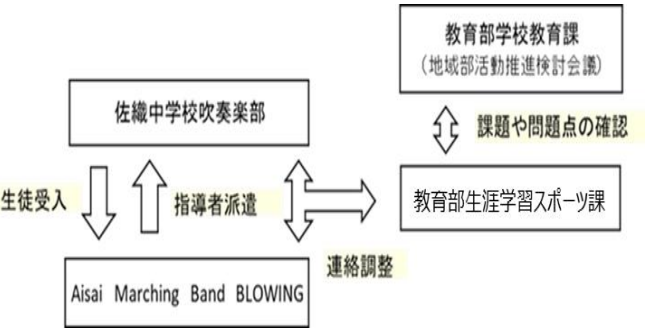 教育部学校教育課
（地域部活動推進検討会議）
佐織中学校吹奏楽部
課題や問題点の確認
生徒受入
指導者派遣
教育部生涯学習スポーツ課
連絡調整
Aisai Marching Band BLOWING